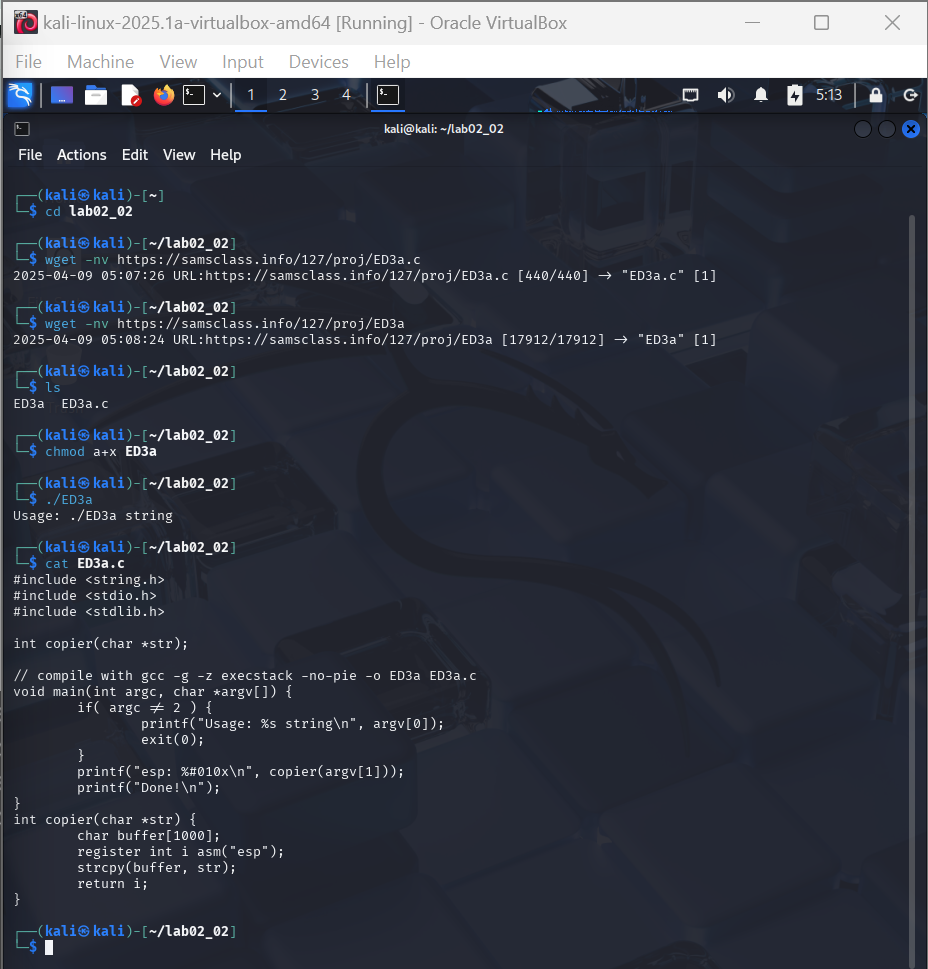 kali-linux-2025.1a-virtualbox-amd64 [Running] - Oracle VirtualBox
File Machine View Input Devices Help
1 2 3 4 5:13
kali@kali: ~/lab02_02
File Actions Edit View Help
┌──(kali㉿kali)-[~]
└─$ cd lab02_02
┌──(kali㉿kali)-[~/lab02_02]
└─$ wget -nv https://samsclass.info/127/proj/ED3a.c
2025-04-09 05:07:26 URL:https://samsclass.info/127/proj/ED3a.c [440/440] → "ED3a.c" [1]
┌──(kali㉿kali)-[~/lab02_02]
└─$ wget -nv https://samsclass.info/127/proj/ED3a
2025-04-09 05:08:24 URL:https://samsclass.info/127/proj/ED3a [17912/17912] → "ED3a" [1]
┌──(kali㉿kali)-[~/lab02_02]
└─$ ls
ED3a  ED3a.c
┌──(kali㉿kali)-[~/lab02_02]
└─$ chmod a+x ED3a
┌──(kali㉿kali)-[~/lab02_02]
└─$ ./ED3a
Usage: ./ED3a string
┌──(kali㉿kali)-[~/lab02_02]
└─$ cat ED3a.c
#include <string.h>
#include <stdio.h>
#include <stdlib.h>
int copier(char *str);
// compile with gcc -g -z execstack -no-pie -o ED3a ED3a.c
void main(int argc, char *argv[]) {
        if( argc ≠ 2 ) {
                printf("Usage: %s string\n", argv[0]);
                exit(0);
        }
        printf("esp: %#010x\n", copier(argv[1]));
        printf("Done!\n");
}
int copier(char *str) {
        char buffer[1000];
        register int i asm("esp");
        strcpy(buffer, str);
        return i;
}
┌──(kali㉿kali)-[~/lab02_02]
└─$